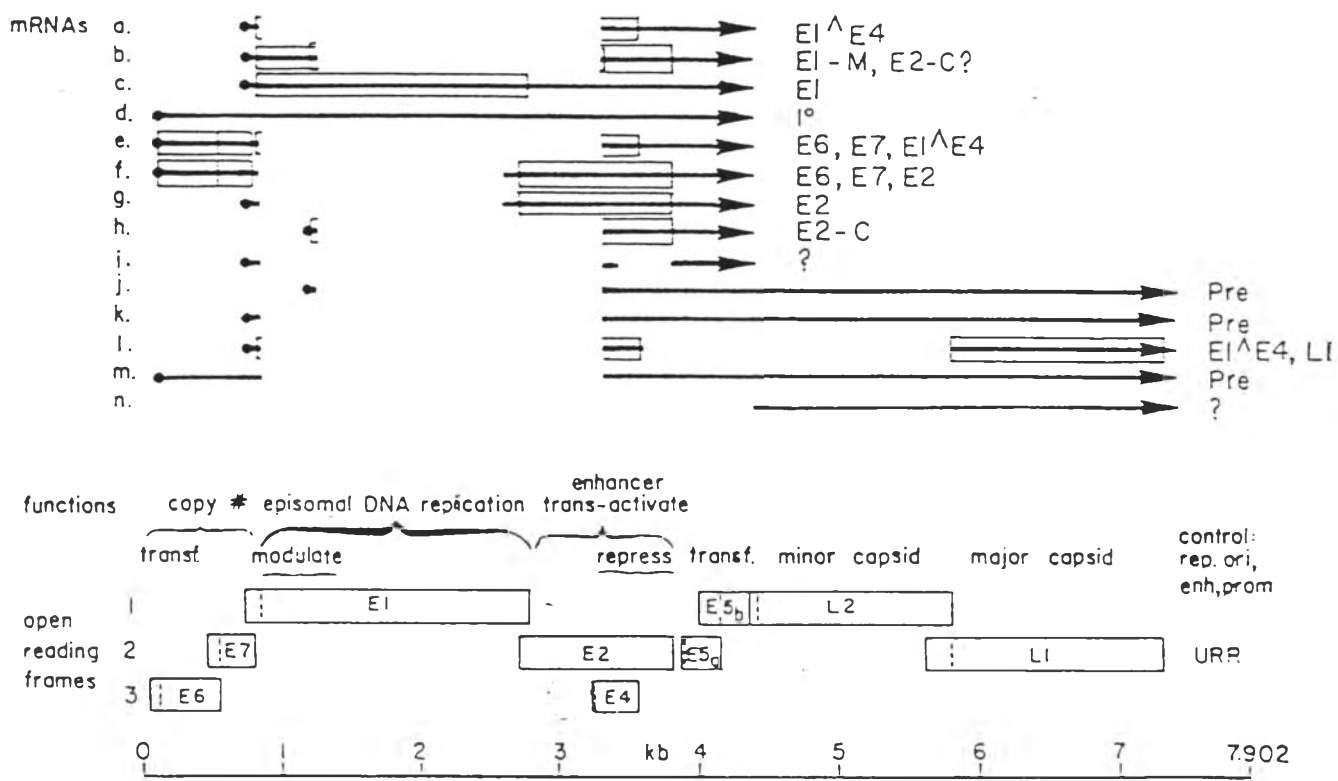 mRNAs a. E1^E4
b. E1-M, E2-C?
c. E1
d. 1°
e. E6, E7, E1^E4
f. E6, E7, E2
g. E2
h. E2-C
i. ?
j. Pre
k. Pre
l. E1^E4, L1
m. Pre
n. ?
enhancer
functions copy # episomal DNA replication trans-activate
control:
transf. modulate repress transf. minor capsid major capsid rep. ori,
enh, prom
1 E1 E5b L2
open
reading 2 E7 E2 E5a L1 URR
frames
3 E6 E4
0 1 2 3 kb 4 5 6 7 7.902